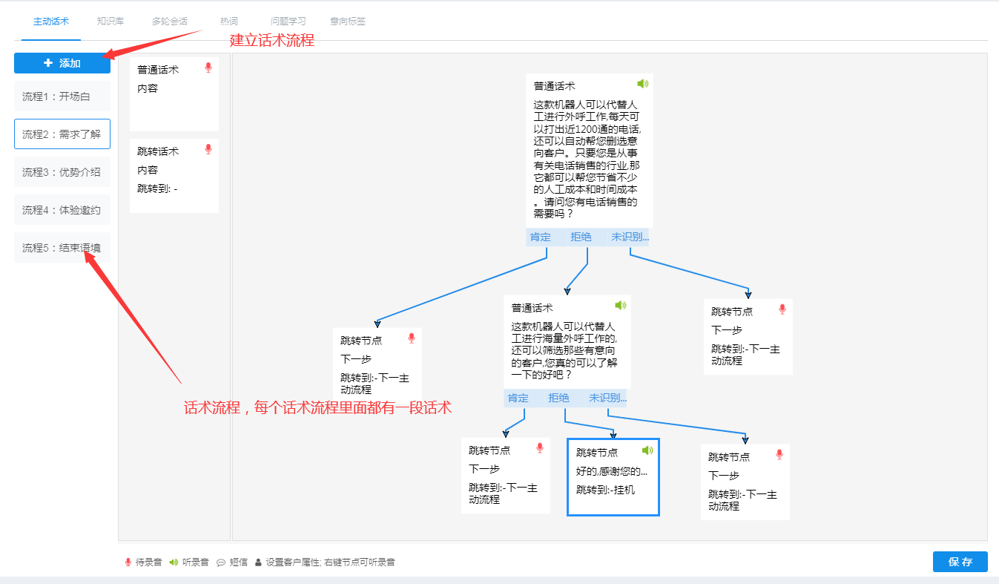 主动话术 知识库 多轮会话 热词 问题学习 意向标签
建立话术流程
添加
流程1：开场白
流程2：需求了解
流程3：优势介绍
流程4：体验邀约
流程5：结束语境
普通话术
内容
跳转话术
内容
跳转到: -
普通话术
这款机器人可以代替人
工进行外呼工作,每天可
以打出近1200通的电话,
还可以自动帮您删选意
向客户。只要您是从事
有关电话销售的行业,那
它都可以帮您节省不少
的人工成本和时间成本
。请问您有电话销售的
需要吗？
肯定 拒绝 未识别...
跳转节点
下一步
跳转到:-下一主
动流程
普通话术
这款机器人可以代替人
工进行海量外呼工作的,
还可以筛选那些有意向
的客户,您真的可以了解
一下的好吧？
肯定 拒绝 未识别...
跳转节点
下一步
跳转到:-下一主
动流程
话术流程，每个话术流程里面都有一段话术
跳转节点
下一步
跳转到:-下一主
动流程
跳转节点
好的,感谢您的...
跳转到:-挂机
跳转节点
下一步
跳转到:-下一主
动流程
待录音 听录音 短信 设置客户属性; 右键节点可听录音
保 存